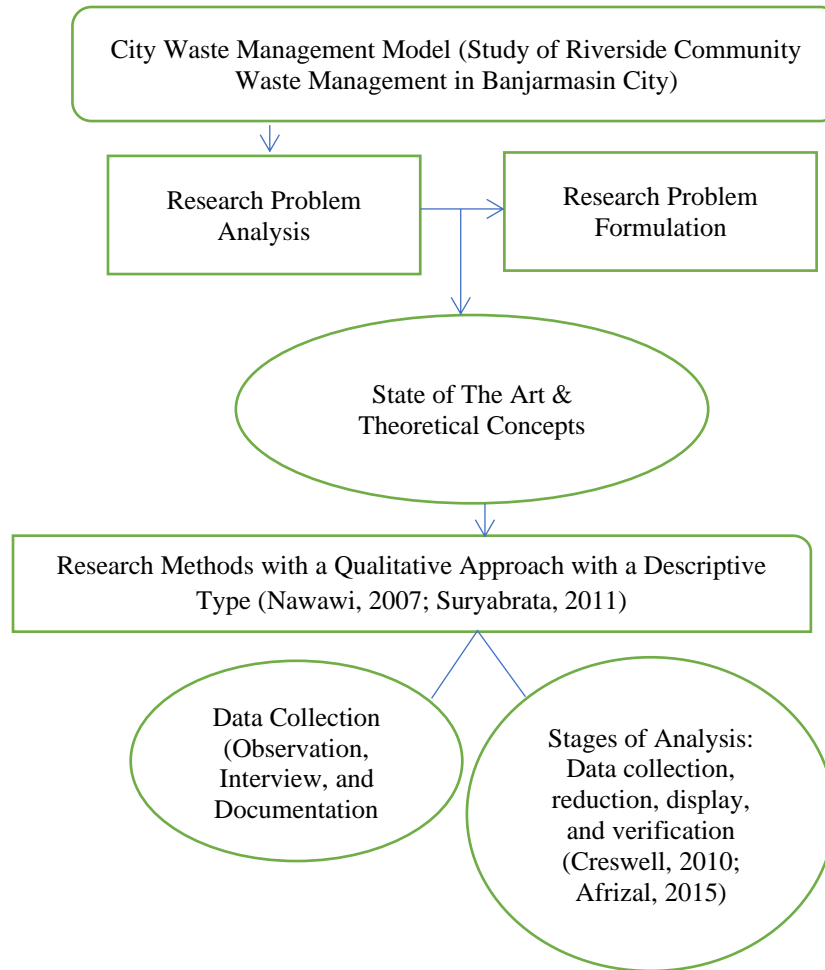 City Waste Management Model (Study of Riverside Community
Waste Management in Banjarmasin City)
Research Problem
Analysis
Research Problem
Formulation
State of The Art &
Theoretical Concepts
Research Methods with a Qualitative Approach with a Descriptive
Type (Nawawi, 2007; Suryabrata, 2011)
Data Collection
(Observation,
Interview, and
Documentation
Stages of Analysis:
Data collection,
reduction, display,
and verification
(Creswell, 2010;
Afrizal, 2015)